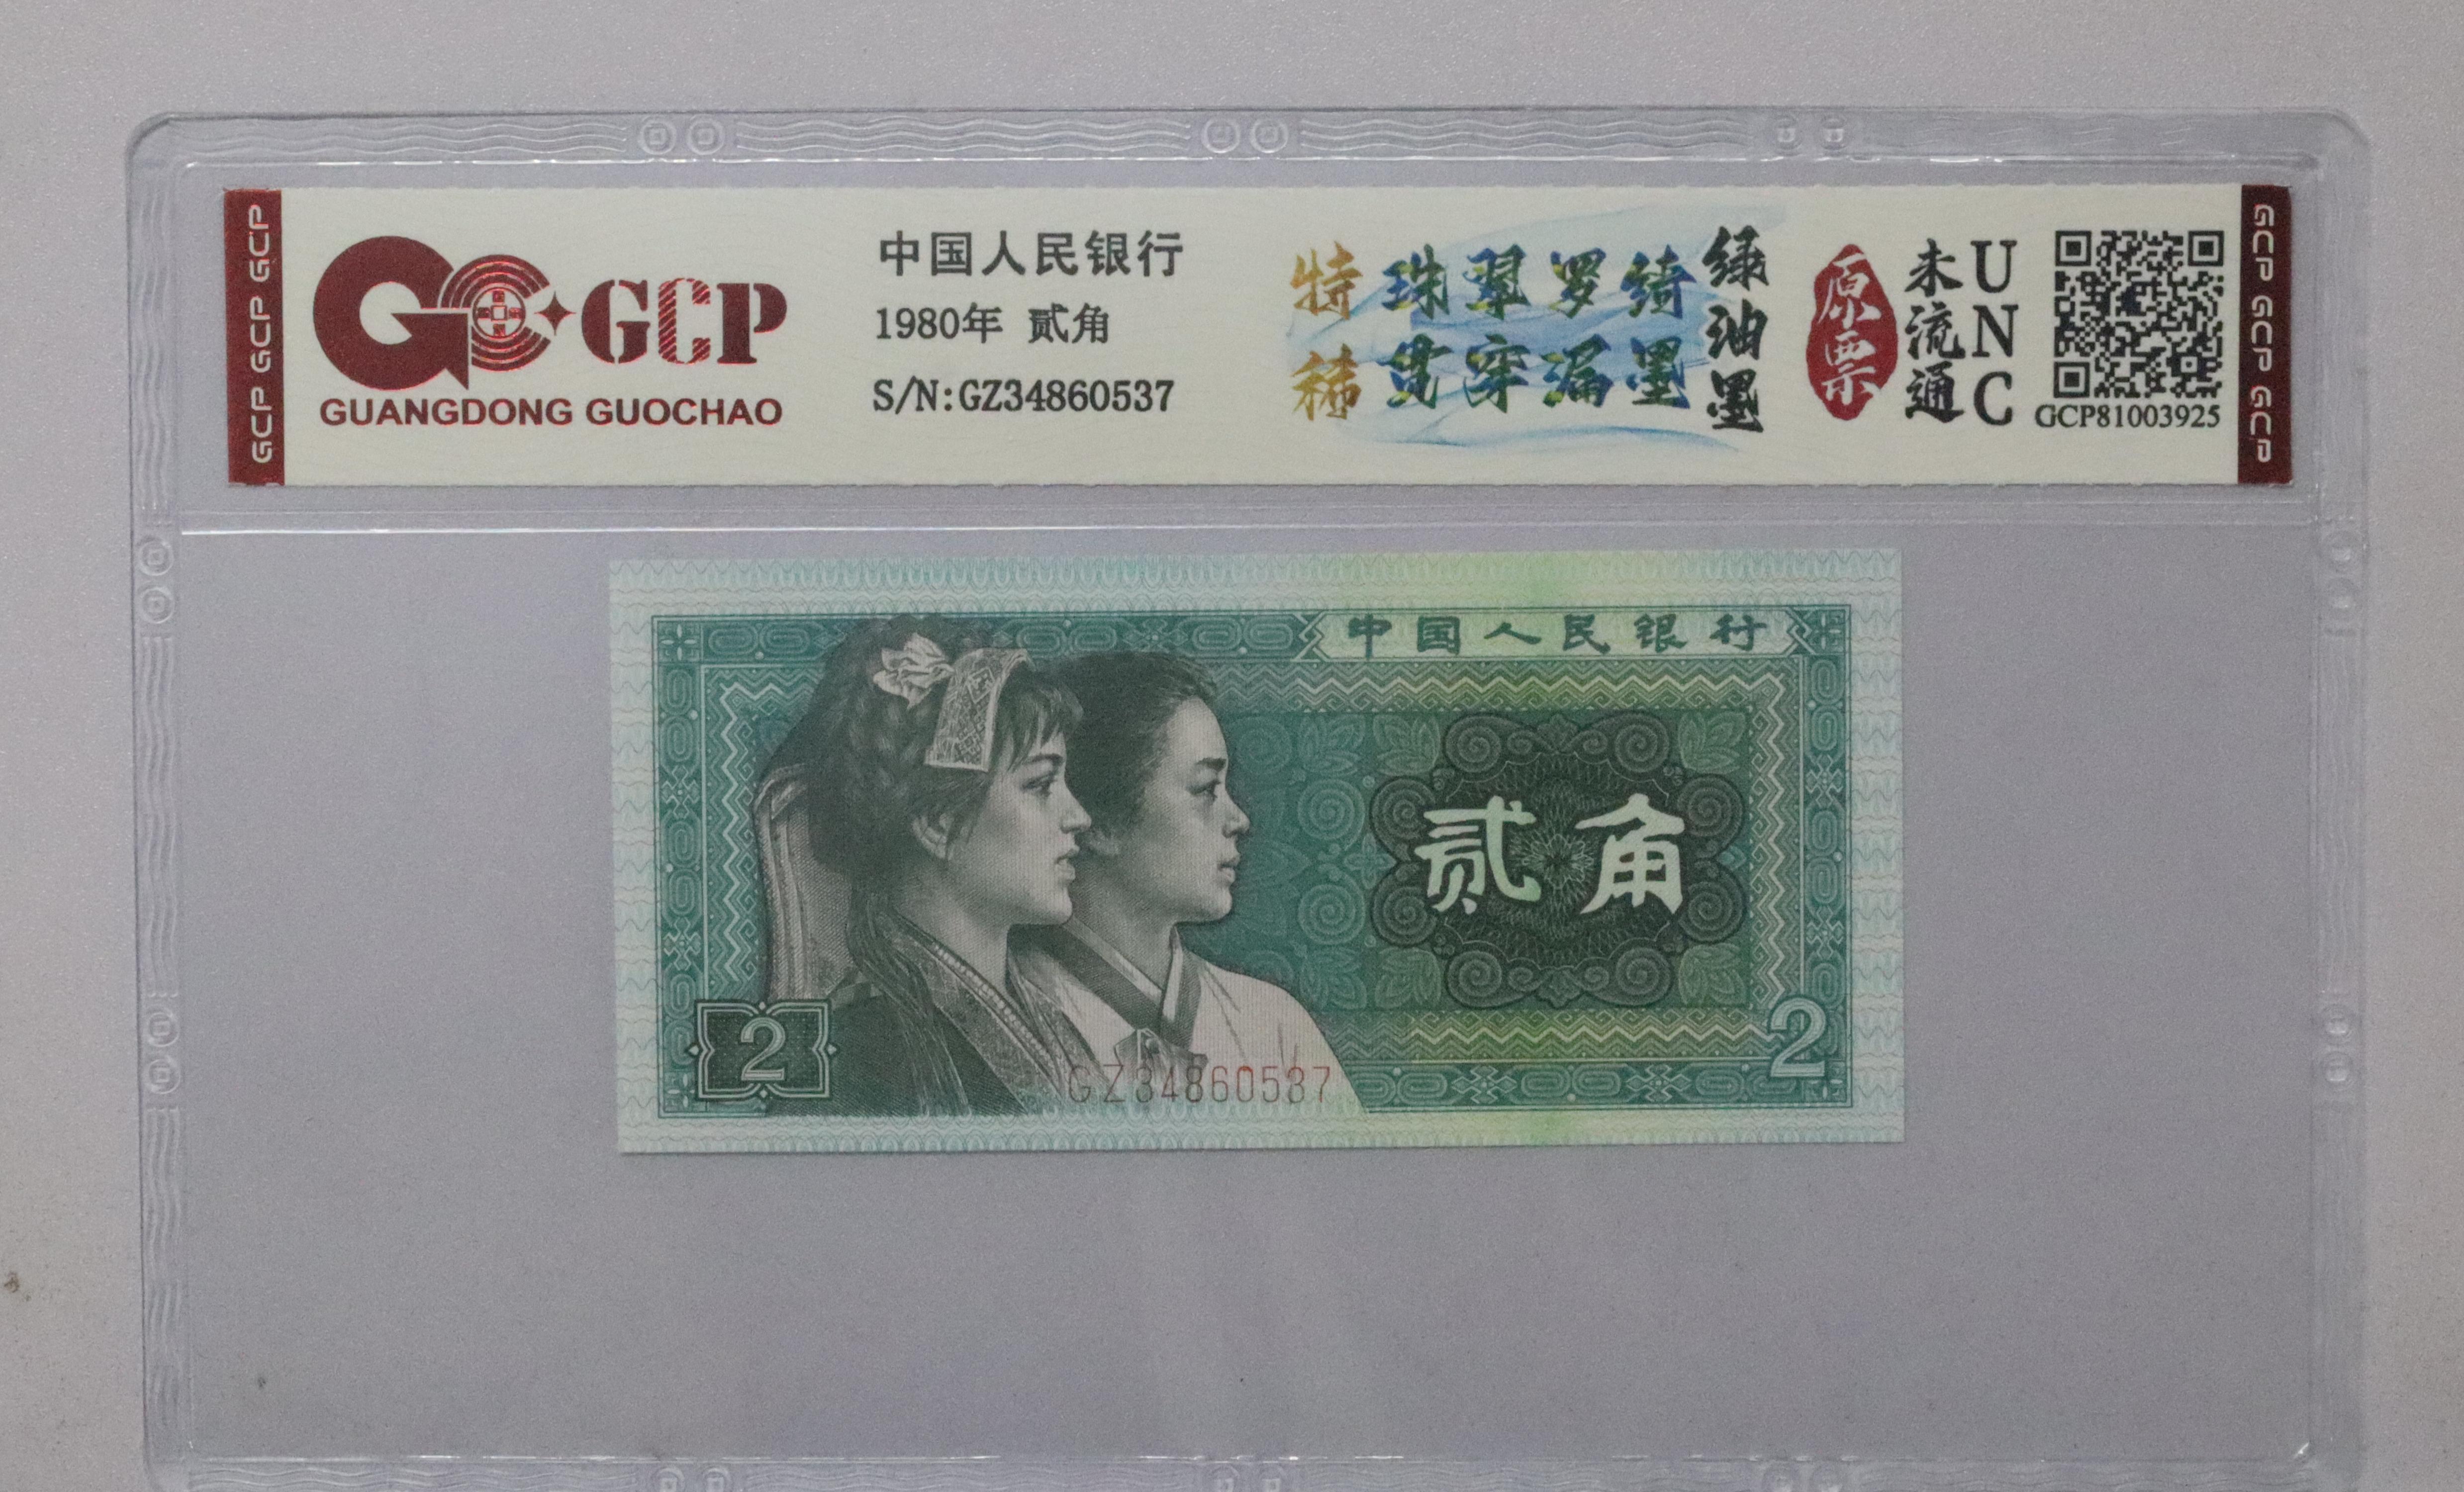 GCP GCP GCP
GCP
GUANGDONG GUOCHAO
中国人民银行
1980年 贰角
S/N:GZ34860537
特稀
珠翠罗绮
贯穿漏墨
绿油墨
原票
未流通
UNC
GCP81003925
GCP GCP GCP
中国人民银行
贰角
2
GZ34860537
2